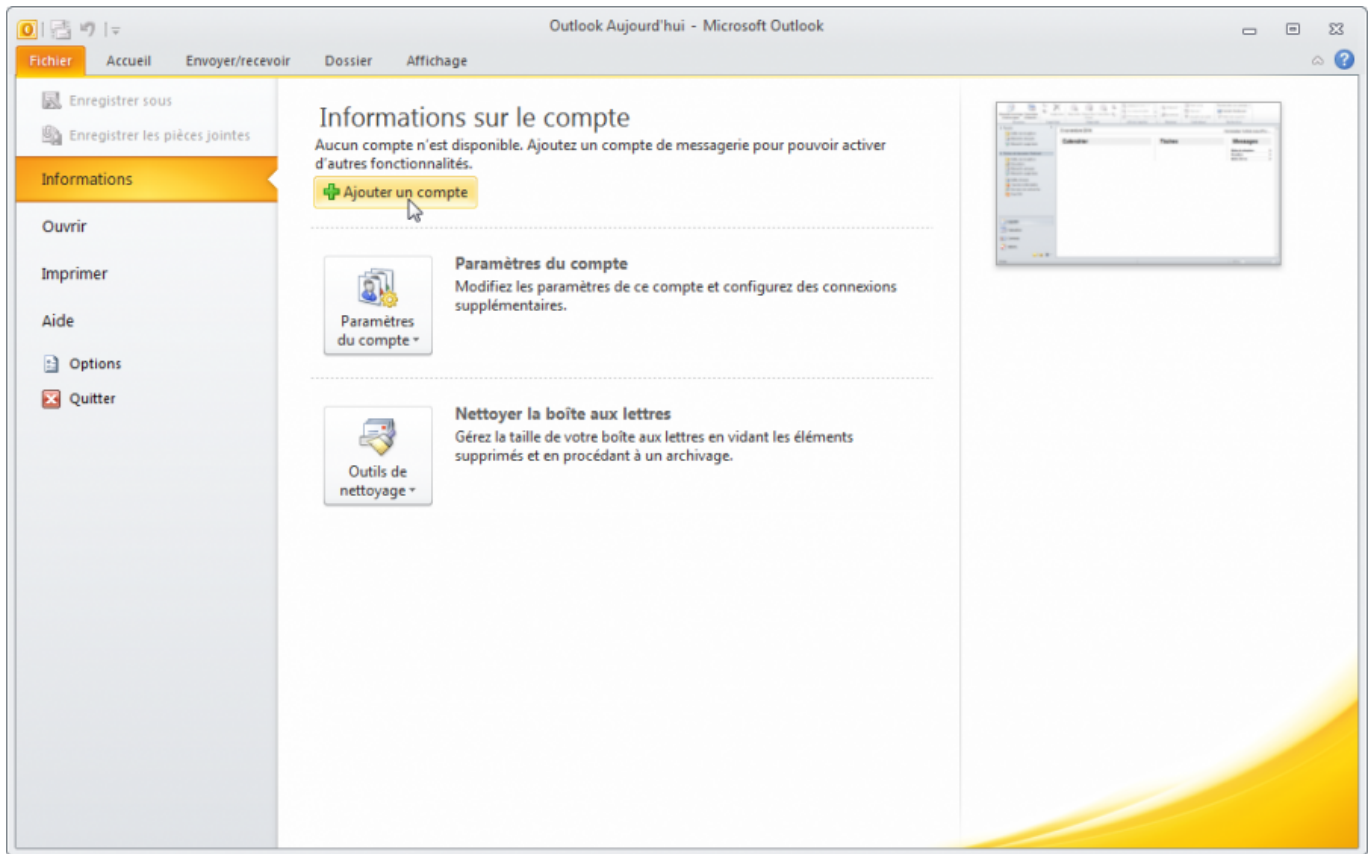 Outlook Aujourd'hui - Microsoft Outlook
Fichier Accueil Envoyer/recevoir Dossier Affichage
Enregistrer sous
Enregistrer les pièces jointes
Informations
Ouvrir
Imprimer
Aide
Options
Quitter
Informations sur le compte
Aucun compte n'est disponible. Ajoutez un compte de messagerie pour pouvoir activer
d'autres fonctionnalités.
Ajouter un compte
Paramètres
du compte
Paramètres du compte
Modifiez les paramètres de ce compte et configurez des connexions
supplémentaires.
Outils de
nettoyage
Nettoyer la boîte aux lettres
Gérez la taille de votre boîte aux lettres en vidant les éléments
supprimés et en procédant à un archivage.
Calendrier Tâches Messages